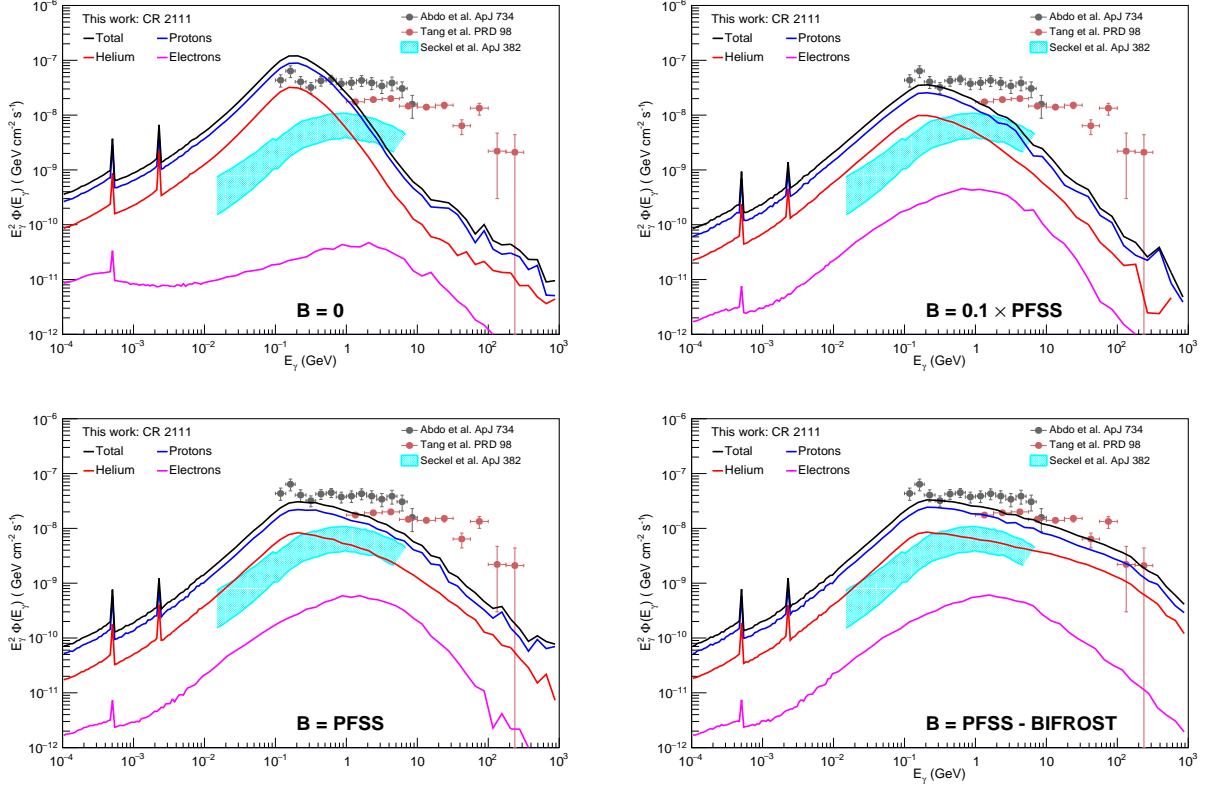 This work: CR 2111
Total
Protons
Helium
Electrons
Abdo et al. ApJ 734
Tang et al. PRD 98
Seckel et al. ApJ 382
10⁻⁶
10⁻⁷
10⁻⁸
10⁻⁹
10⁻¹⁰
10⁻¹¹
10⁻¹²
E²γ Φ(Eγ) ( GeV cm⁻² s⁻¹)
B = 0
10⁻⁴ 10⁻³ 10⁻² 10⁻¹ 1 10 10² 10³
Eγ (GeV)
This work: CR 2111
Total
Protons
Helium
Electrons
Abdo et al. ApJ 734
Tang et al. PRD 98
Seckel et al. ApJ 382
10⁻⁷
10⁻⁸
10⁻⁹
10⁻¹⁰
10⁻¹¹
10⁻¹²
E²γ Φ(Eγ) ( GeV cm⁻² s⁻¹)
B = 0.1 × PFSS
10⁻⁴ 10⁻³ 10⁻² 10⁻¹ 1 10 10² 10³
Eγ (GeV)
This work: CR 2111
Total
Protons
Helium
Electrons
Abdo et al. ApJ 734
Tang et al. PRD 98
Seckel et al. ApJ 382
10⁻⁶
10⁻⁷
10⁻⁸
10⁻⁹
10⁻¹⁰
10⁻¹¹
10⁻¹²
E²γ Φ(Eγ) ( GeV cm⁻² s⁻¹)
B = PFSS
10⁻⁴ 10⁻³ 10⁻² 10⁻¹ 1 10 10² 10³
This work: CR 2111
Total
Protons
Helium
Electrons
Abdo et al. ApJ 734
Tang et al. PRD 98
Seckel et al. ApJ 382
10⁻⁶
10⁻⁷
10⁻⁸
10⁻⁹
10⁻¹⁰
10⁻¹¹
10⁻¹²
E²γ Φ(Eγ) ( GeV cm⁻² s⁻¹)
B = PFSS - BIFROST
10⁻⁴ 10⁻³ 10⁻² 10⁻¹ 1 10 10² 10³
Eγ (GeV)